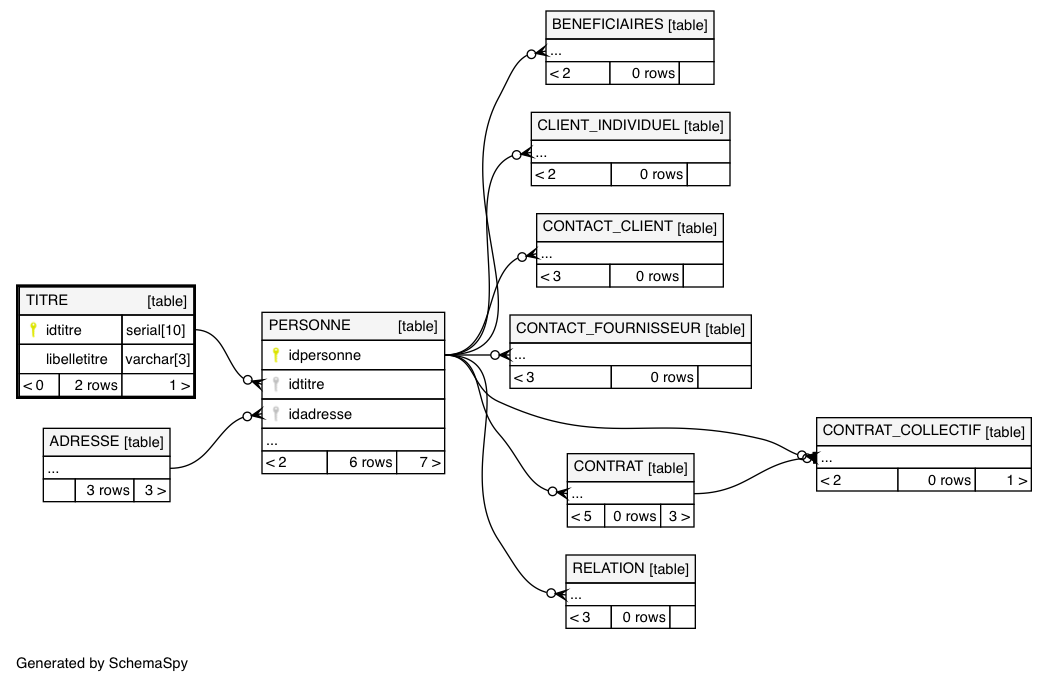 BENEFICIAIRES [table]
...
< 2 0 rows
CLIENT_INDIVIDUEL [table]
...
< 2 0 rows
CONTACT_CLIENT [table]
...
< 3 0 rows
TITRE [table]
idtitre serial[10]
libelletitre varchar[3]
< 0 2 rows 1 >
PERSONNE [table]
idpersonne
idtitre
idadresse
...
< 2 6 rows 7 >
CONTACT_FOURNISSEUR [table]
...
< 3 0 rows
ADRESSE [table]
...
3 rows 3 >
CONTRAT_COLLECTIF [table]
...
< 2 0 rows 1 >
CONTRAT [table]
...
< 5 0 rows 3 >
RELATION [table]
...
< 3 0 rows
Generated by SchemaSpy